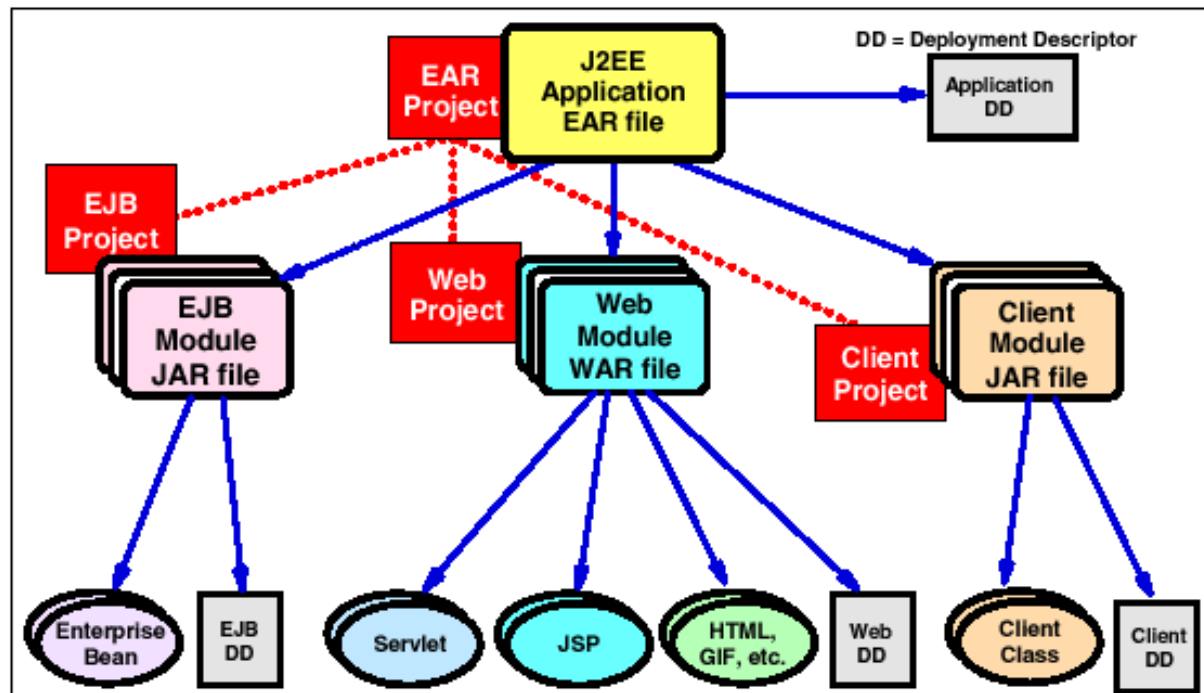 DD = Deployment Descriptor
EAR
Project
J2EE
Application
EAR file
Application
DD
EJB
Project
Web
Project
Client
Project
EJB
Module
JAR file
Web
Module
WAR file
Client
Module
JAR file
Enterprise
Bean
EJB
DD
Servlet
JSP
HTML,
GIF, etc.
Web
DD
Client
Class
Client
DD